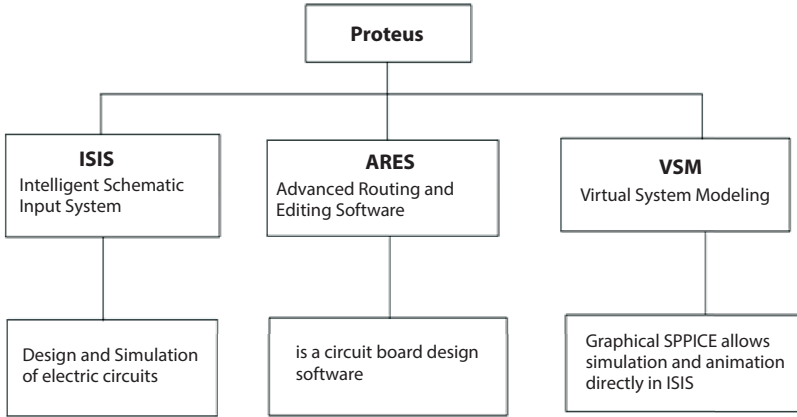 Proteus
ISIS
Intelligent Schematic
Input System
ARES
Advanced Routing and
Editing Software
VSM
Virtual System Modeling
Design and Simulation
of electric circuits
is a circuit board design
software
Graphical SPPICE allows
simulation and animation
directly in ISIS